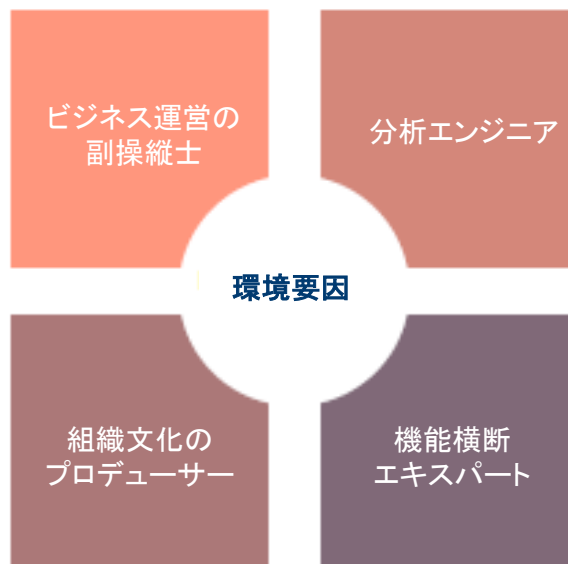 ビジネス運営の
副操縦士
分析エンジニア
環境要因
組織文化の
プロデューサー
機能横断
エキスパート